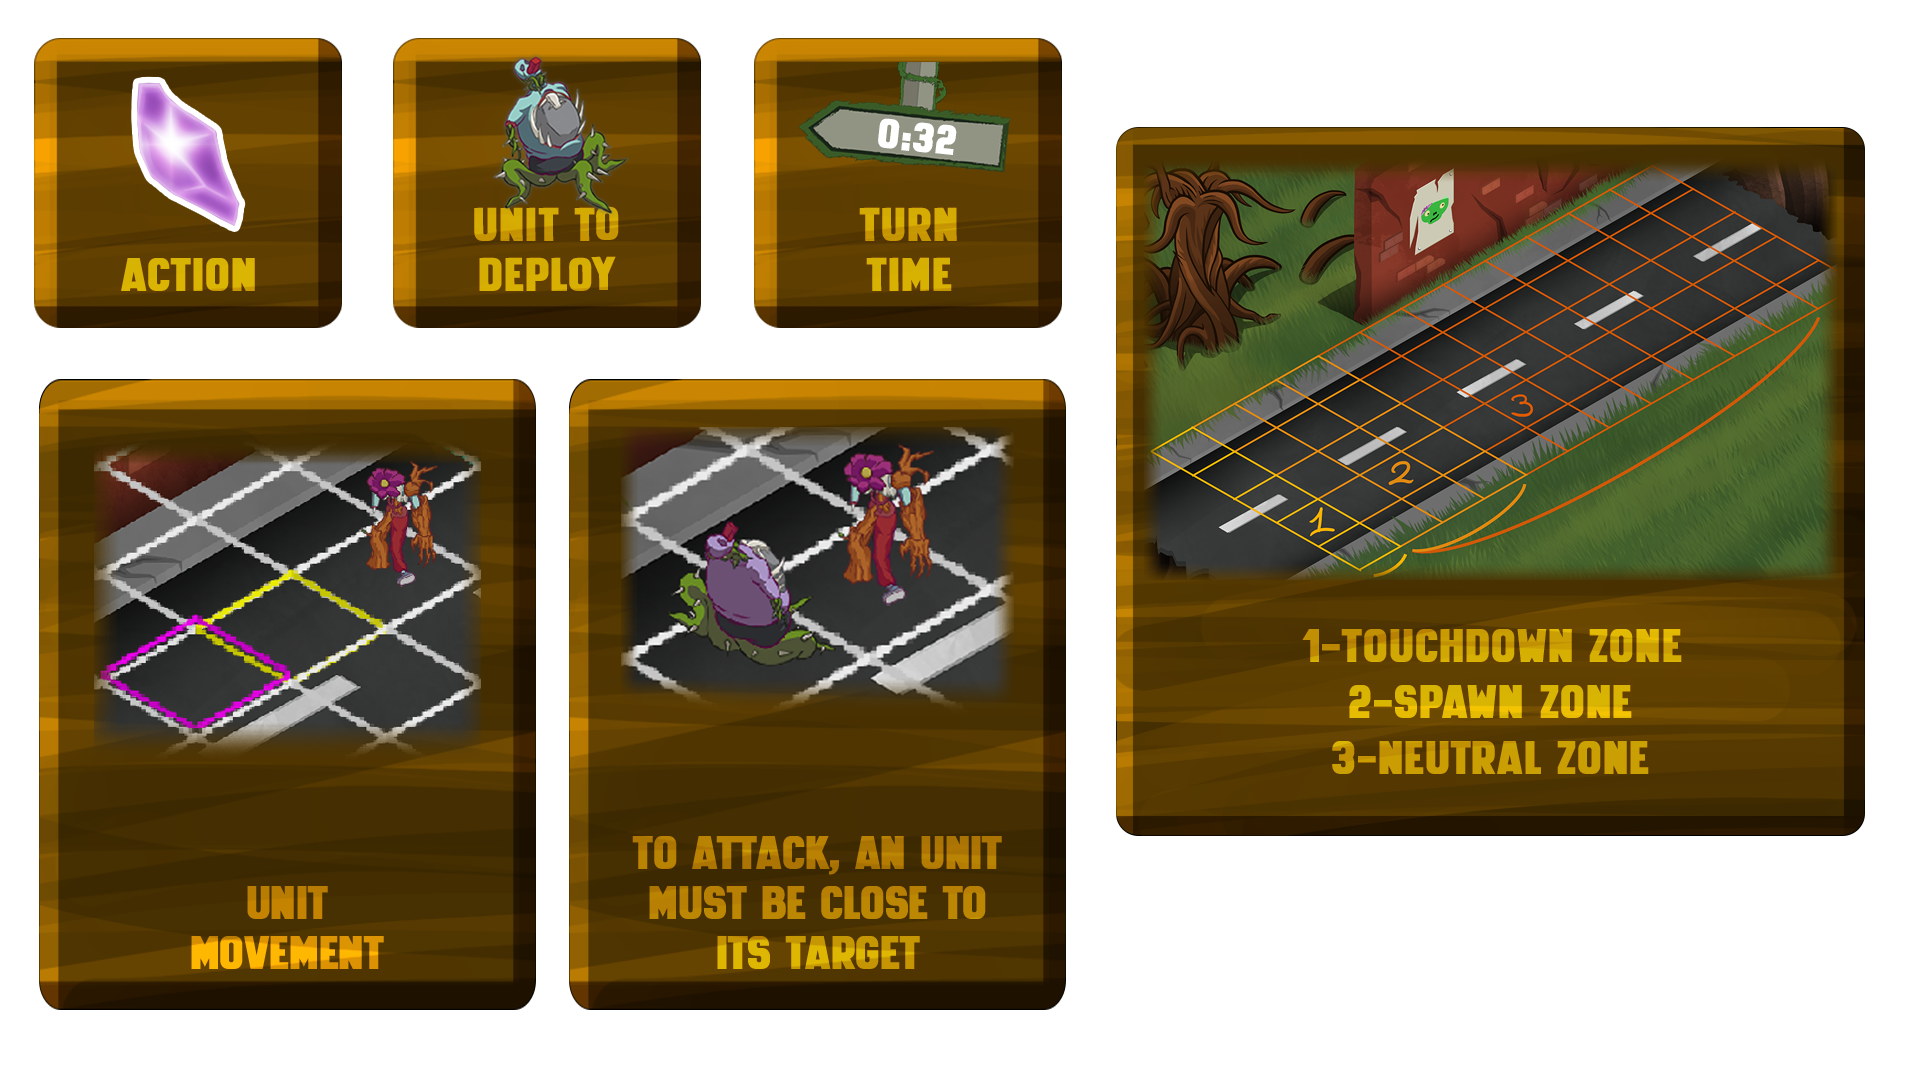 ACTION
UNIT TO
DEPLOY
0:32
TURN
TIME
UNIT
MOVEMENT
TO ATTACK, AN UNIT
MUST BE CLOSE TO
ITS TARGET
1
2
3
1-TOUCHDOWN ZONE
2-SPAWN ZONE
3-NEUTRAL ZONE